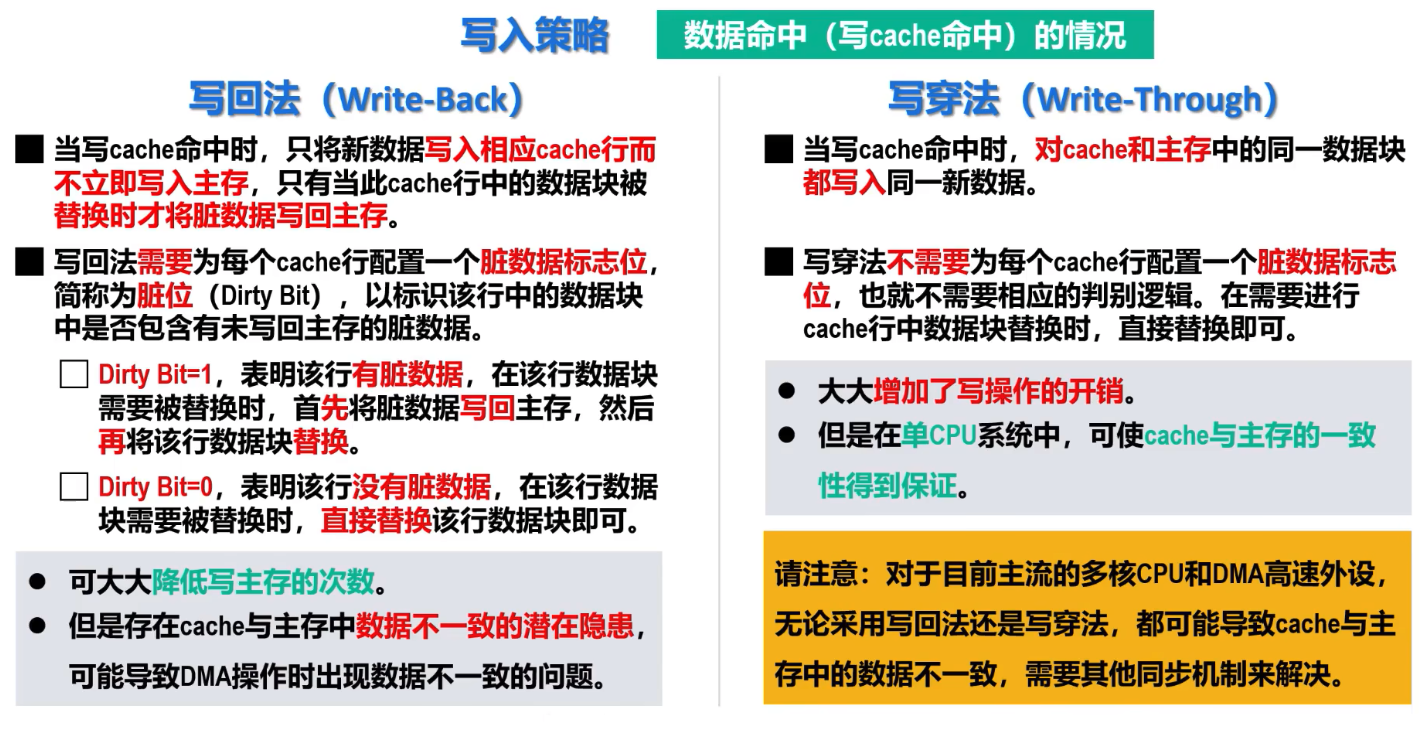 写入策略
数据命中（写cache命中）的情况
写回法（Write-Back）
当写cache命中时，只将新数据写入相应cache行而
不立即写入主存，只有当此cache行中的数据块被
替换时才将脏数据写回主存。
写回法需要为每个cache行配置一个脏数据标志位，
简称为脏位（Dirty Bit），以标识该行中的数据块
中是否包含有未写回主存的脏数据。
Dirty Bit=1，表明该行有脏数据，在该行数据块
需要被替换时，首先将脏数据写回主存，然后
再将该行数据块替换。
Dirty Bit=0，表明该行没有脏数据，在该行数据
块需要被替换时，直接替换该行数据块即可。
可大大降低写主存的次数。
但是存在cache与主存中数据不一致的潜在隐患，
可能导致DMA操作时出现数据不一致的问题。
写穿法（Write-Through）
当写cache命中时，对cache和主存中的同一数据块
都写入同一新数据。
写穿法不需要为每个cache行配置一个脏数据标志
位，也就不需要相应的判别逻辑。在需要进行
cache行中数据块替换时，直接替换即可。
大大增加了写操作的开销。
但是在单CPU系统中，可使cache与主存的一致
性得到保证。
请注意：对于目前主流的多核CPU和DMA高速外设，
无论采用写回法还是写穿法，都可能导致cache与主
存中的数据不一致，需要其他同步机制来解决。